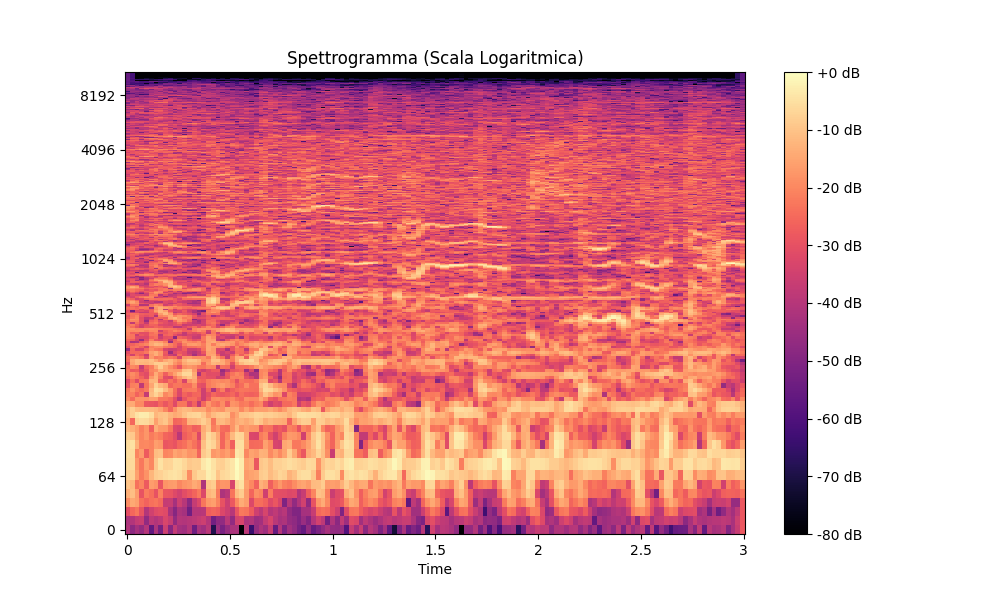 Spettrogramma (Scala Logaritmica)
8192
4096
2048
1024
512
256
128
64
0
Hz
0
0.5
1
1.5
2
2.5
3
Time
+0 dB
-10 dB
-20 dB
-30 dB
-40 dB
-50 dB
-60 dB
-70 dB
-80 dB